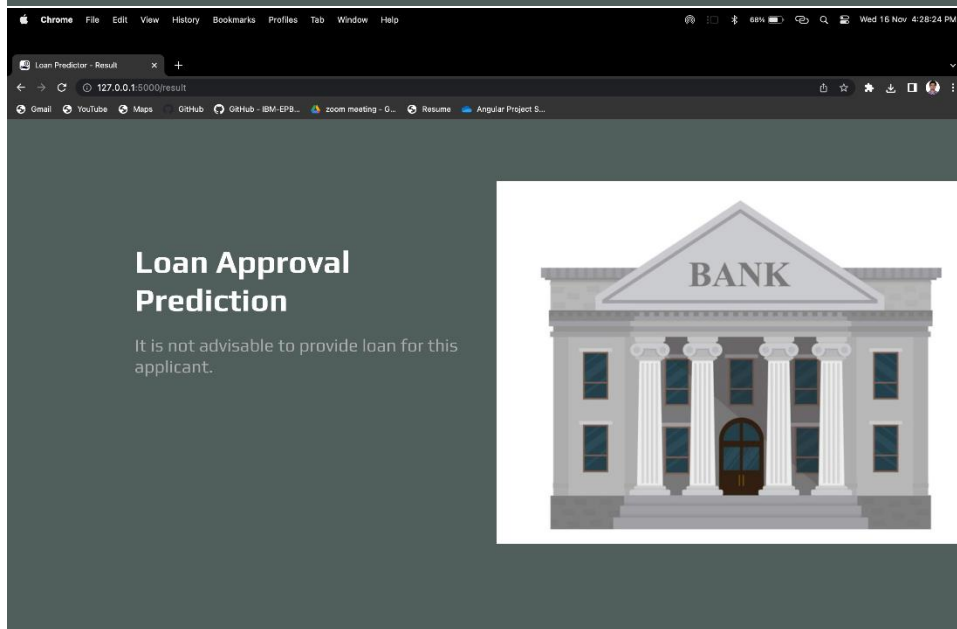 Chrome File Edit View History Bookmarks Profiles Tab Window Help 68% Wed 16 Nov 4:28:24 PM
Loan Predictor - Result
127.0.0.1:5000/result
Gmail YouTube Maps GitHub GitHub - IBM-EPB... zoom meeting - G... Resume Angular Project S...
Loan Approval
Prediction
It is not advisable to provide loan for this
applicant.
BANK